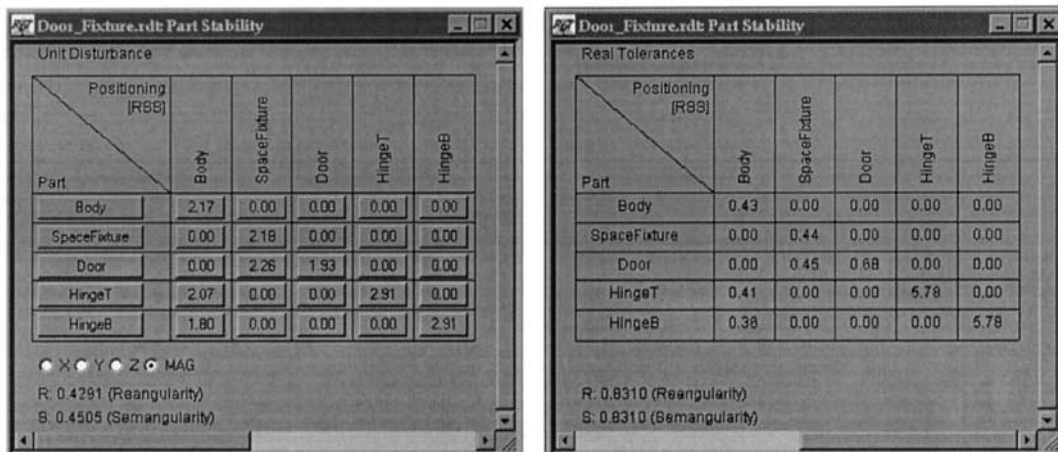 Door_Fixture.rdt: Part Stability
Unit Disturbance
Positioning
[RSS]
Part
Body
SpaceFixture
Door
HingeT
HingeB
Body 2.17 0.00 0.00 0.00 0.00
SpaceFixture 0.00 2.18 0.00 0.00 0.00
Door 0.00 2.26 1.93 0.00 0.00
HingeT 2.07 0.00 0.00 2.91 0.00
HingeB 1.80 0.00 0.00 0.00 2.91
X Y Z MAG
R: 0.4291 (Reangularity)
S: 0.4505 (Semangularity)
Door_Fixture.rdt: Part Stability
Real Tolerances
Positioning
[RSS]
Part
Body
SpaceFixture
Door
HingeT
HingeB
Body 0.43 0.00 0.00 0.00 0.00
SpaceFixture 0.00 0.44 0.00 0.00 0.00
Door 0.00 0.45 0.68 0.00 0.00
HingeT 0.41 0.00 0.00 5.78 0.00
HingeB 0.36 0.00 0.00 0.00 5.78
R: 0.8310 (Reangularity)
S: 0.8310 (Semangularity)